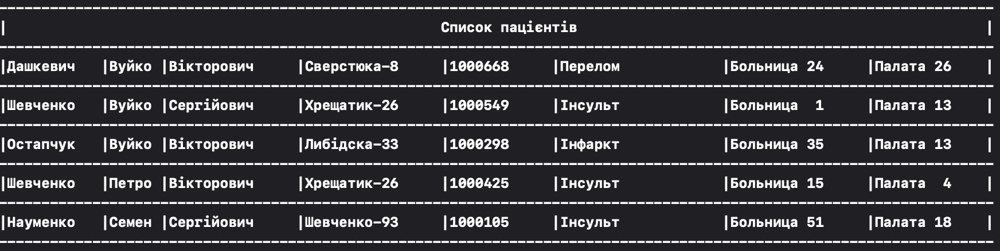 | Список пацієнтів |
|Дашкевич |Вуйко |Вікторович |Сверстюка-8 |1000668 |Перелом |Больница 24 |Палата 26 |
|Шевченко |Вуйко |Сергійович |Хрещатик-26 |1000549 |Інсульт |Больница 1 |Палата 13 |
|Остапчук |Вуйко |Вікторович |Либідска-33 |1000298 |Інфаркт |Больница 35 |Палата 13 |
|Шевченко |Петро |Вікторович |Хрещатик-26 |1000425 |Інсульт |Больница 15 |Палата 4 |
|Науменко |Семен |Сергійович |Шевченко-93 |1000105 |Інсульт |Больница 51 |Палата 18 |